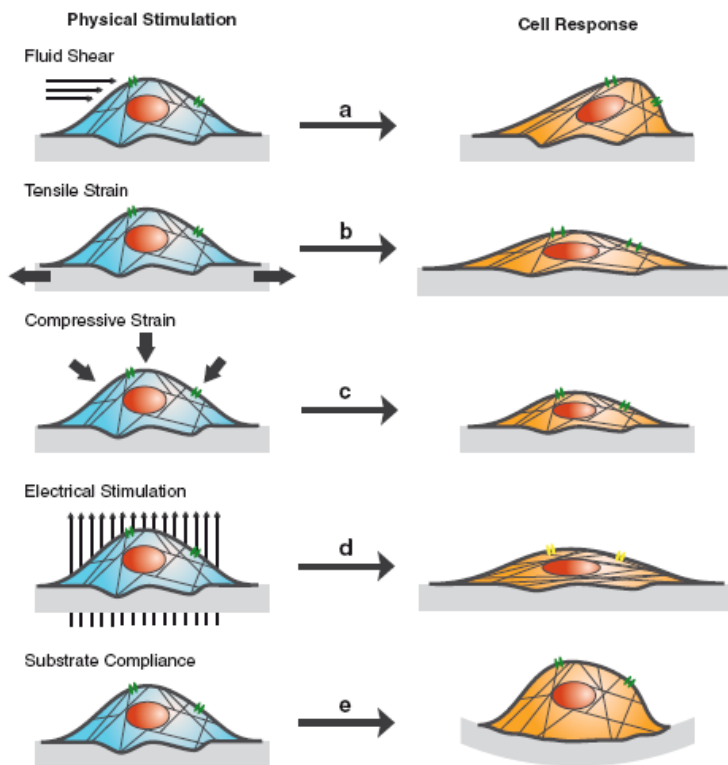 Physical Stimulation
Cell Response
Fluid Shear
a
Tensile Strain
b
Compressive Strain
c
Electrical Stimulation
d
Substrate Compliance
e